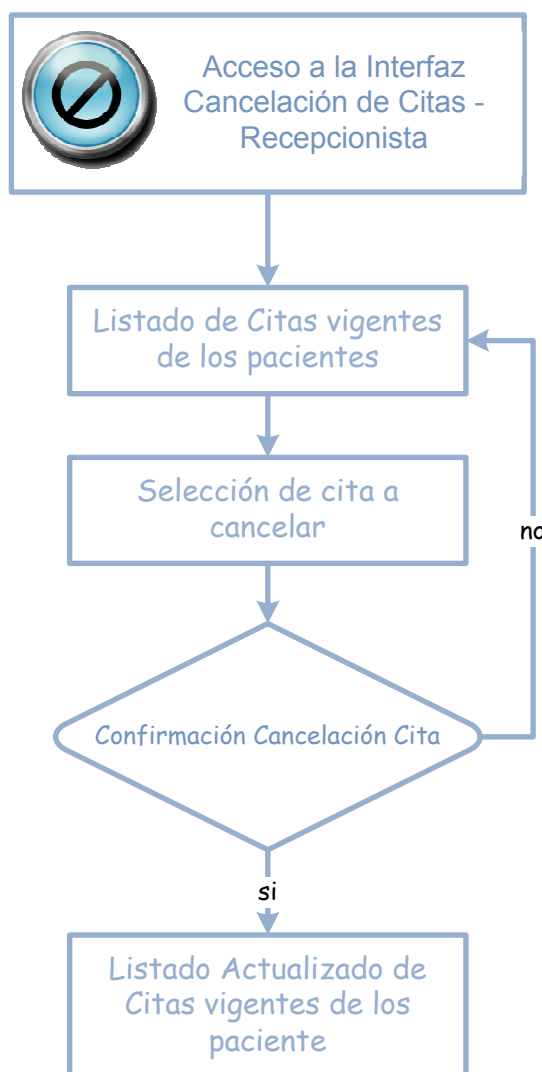 Acceso a la Interfaz
Cancelación de Citas -
Recepcionista
Listado de Citas vigentes
de los pacientes
Selección de cita a
cancelar
no
Confirmación Cancelación Cita
si
Listado Actualizado de
Citas vigentes de los
paciente